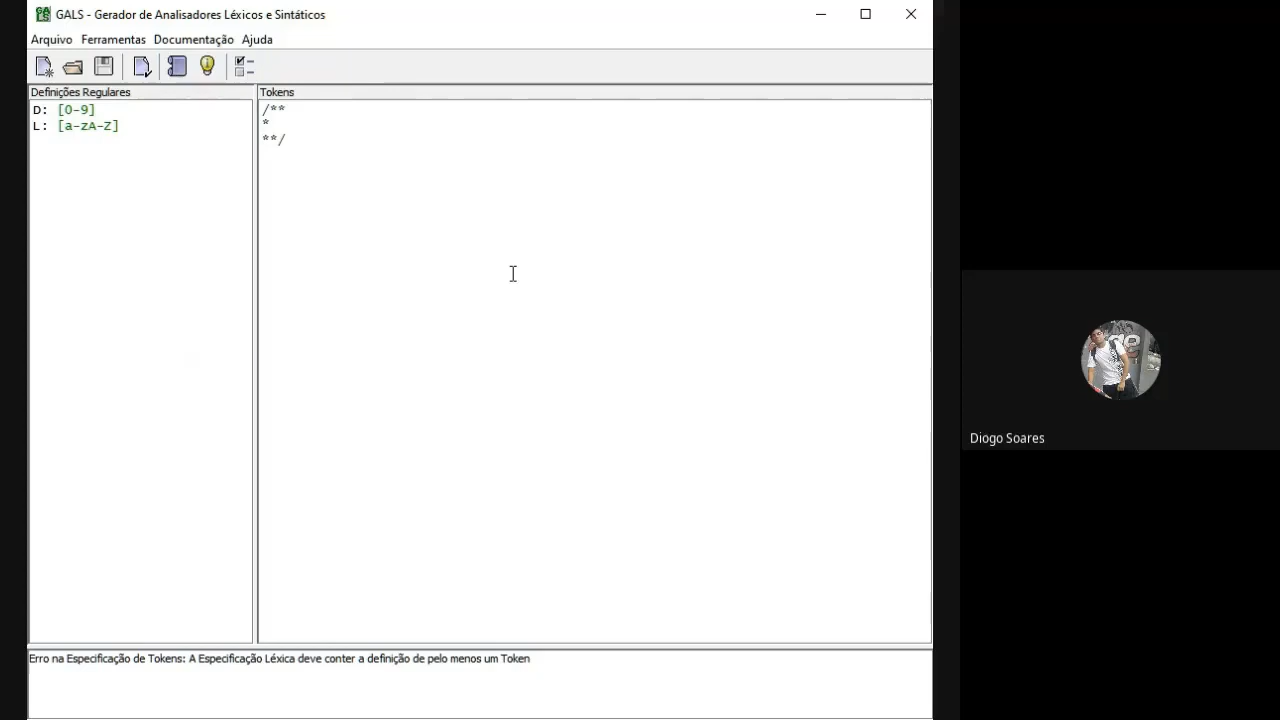 GALS - Gerador de Analisadores Léxicos e Sintáticos
Arquivo Ferramentas Documentação Ajuda
Definições Regulares
Tokens
D: [0-9]
L: [a-zA-Z]
/**
*
**/
Erro na Especificação de Tokens: A Especificação Léxica deve conter a definição de pelo menos um Token
Diogo Soares